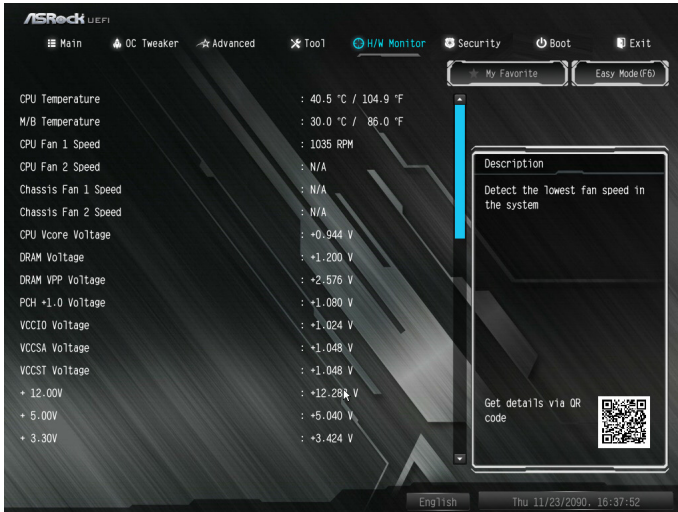 ASRock UEFI
Main OC Tweaker Advanced Tool H/W Monitor Security Boot Exit
My Favorite Easy Mode(F6)
CPU Temperature : 40.5 °C / 104.9 °F
M/B Temperature : 30.0 °C / 86.0 °F
CPU Fan 1 Speed : 1035 RPM
CPU Fan 2 Speed : N/A
Chassis Fan 1 Speed : N/A
Chassis Fan 2 Speed : N/A
CPU Vcore Voltage : +0.944 V
DRAM Voltage : +1.200 V
DRAM VPP Voltage : +2.576 V
PCH +1.0 Voltage : +1.080 V
VCCIO Voltage : +1.024 V
VCCSA Voltage : +1.048 V
VCCST Voltage : +1.048 V
+ 12.00V : V
+ 5.00V : +5.040 V
+ 3.30V : +3.424 V
Description
Detect the lowest fan speed in
the system
Get details via QR
code
English Thu 11/23/2090. 16:37:52